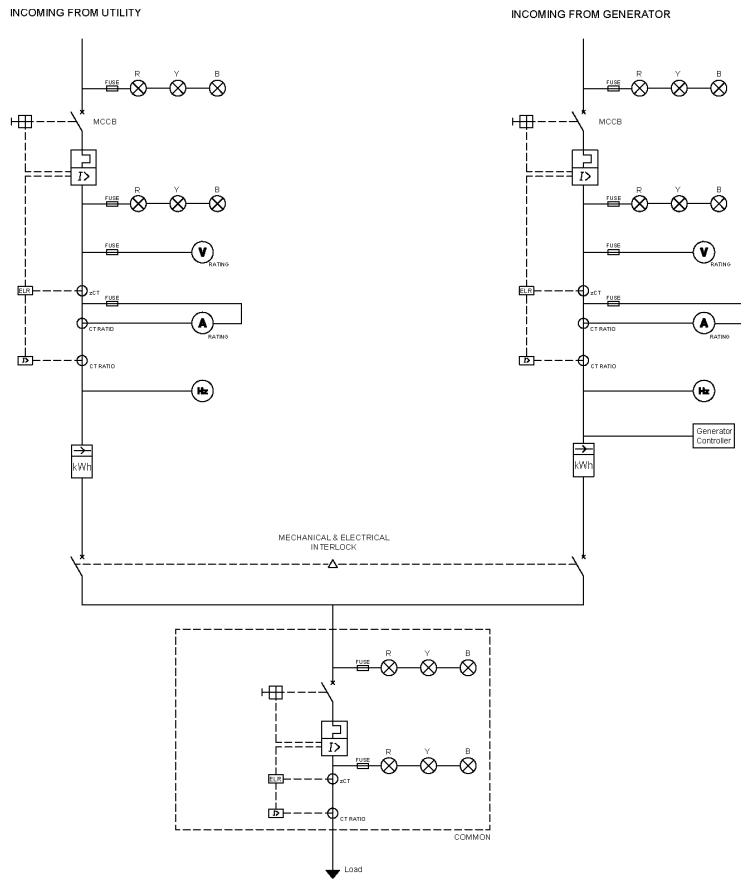 INCOMING FROM UTILITY
INCOMING FROM GENERATOR
R Y B
FUSE
R Y B
FUSE
MCCB
MCCB
I>
I>
R Y B
FUSE
R Y B
FUSE
FUSE
V
RATING
FUSE
V
RATING
ELR
zCT
FUSE
ELR
zCT
FUSE
A
CT RATIO
RATING
A
CT RATIO
RATING
I>
CT RATIO
I>
CT RATIO
Hz
Hz
Generator
Controller
kWh
kWh
MECHANICAL & ELECTRICAL
INTERLOCK
R Y B
FUSE
I>
R Y B
FUSE
ELR
zCT
I>
CT RATIO
COMMON
Load